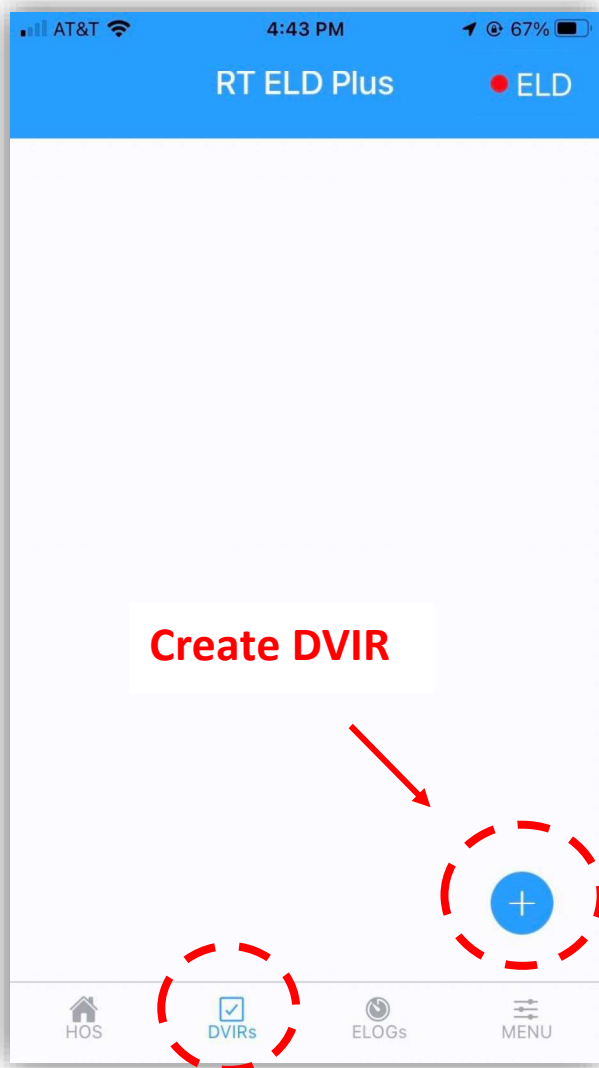 AT&T 4:43 PM 67%
RT ELD Plus ELD
Create DVIR
HOS DVIRs ELOGs MENU